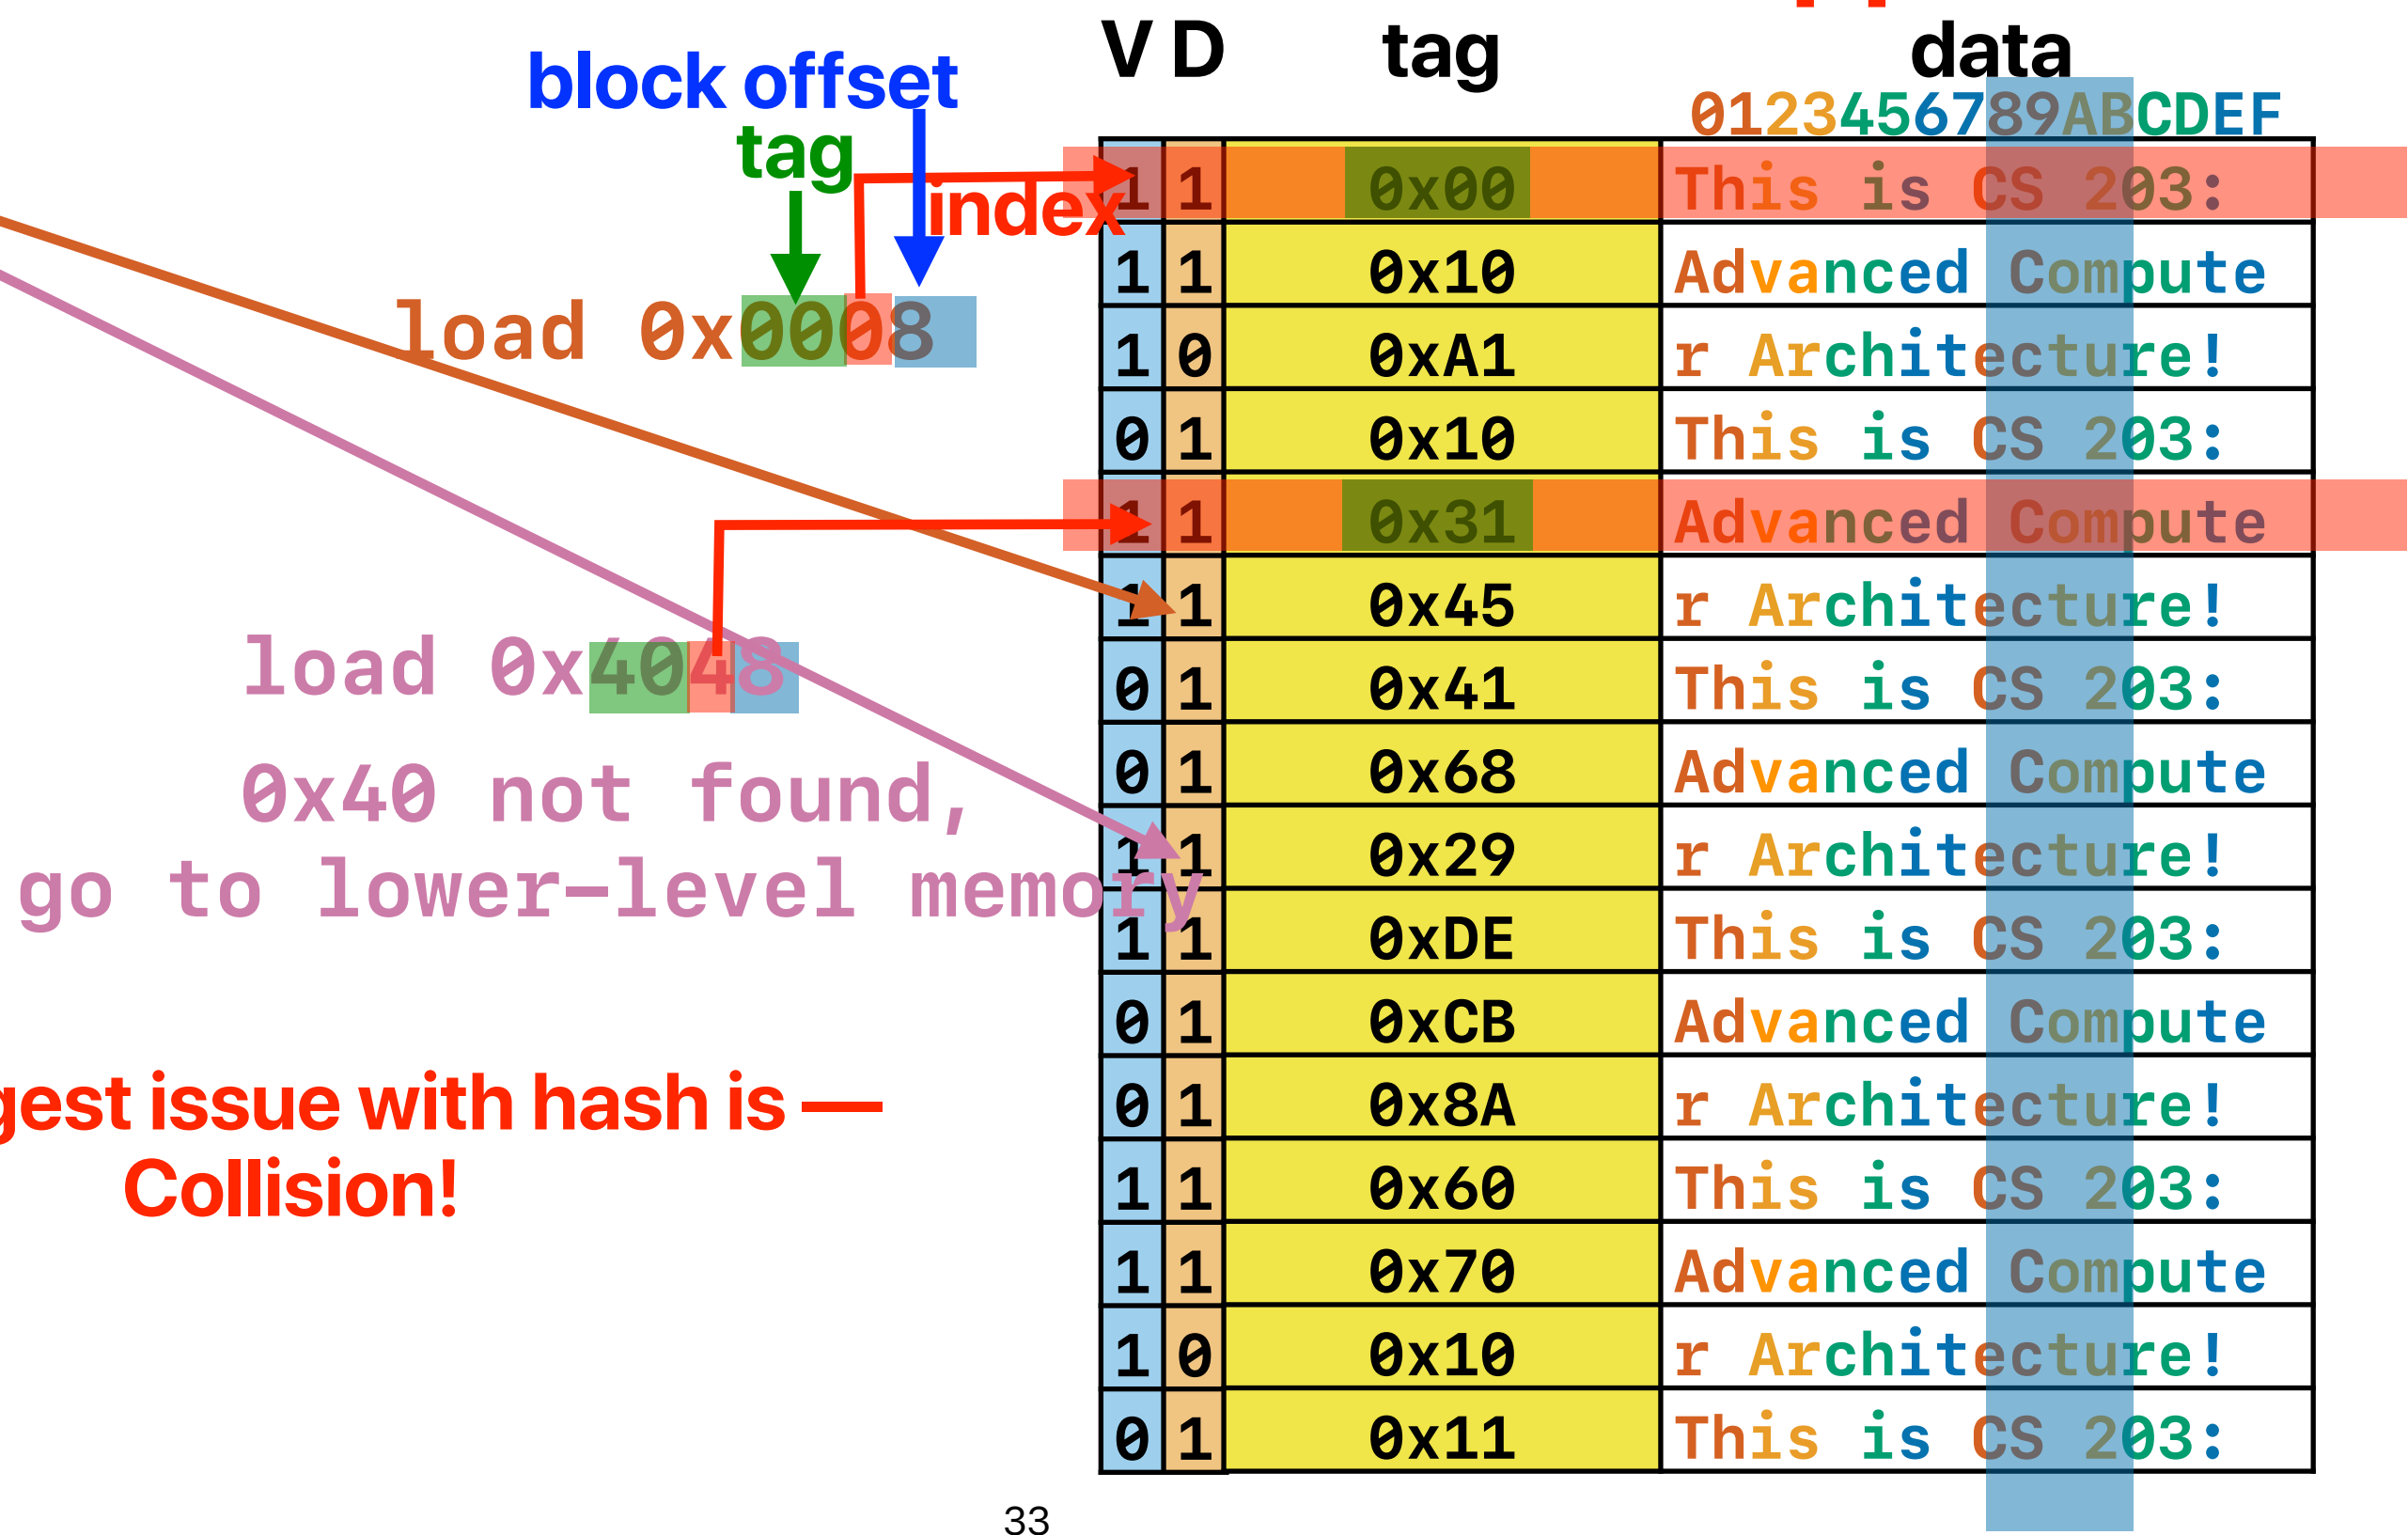 block offset
tag
index
load 0x0008
load 0x4048
0x40 not found,
go to lower-level memory
gest issue with hash is —
Collision!
V D tag data
0123456789ABCDEF
1 1 0x00 This is CS 203:
1 1 0x10 Advanced Compute
1 0 0xA1 r Architecture!
0 1 0x10 This is CS 203:
1 1 0x31 Advanced Compute
1 1 0x45 r Architecture!
0 1 0x41 This is CS 203:
0 1 0x68 Advanced Compute
1 1 0x29 r Architecture!
1 1 0xDE This is CS 203:
0 1 0xCB Advanced Compute
0 1 0x8A r Architecture!
1 1 0x60 This is CS 203:
1 1 0x70 Advanced Compute
1 0 0x10 r Architecture!
0 1 0x11 This is CS 203:
33